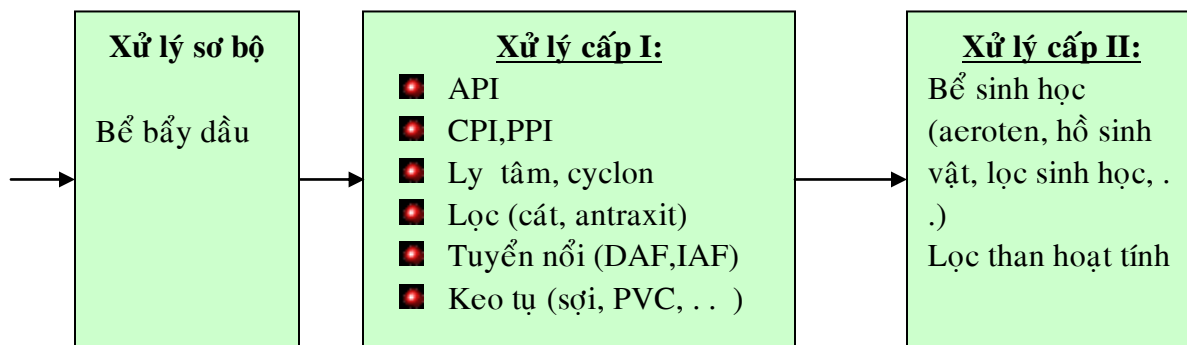 Xử lý sơ bộ
Bể bẩy dầu
Xử lý cấp I:
API
CPI,PPI
Ly tâm, cyclon
Lọc (cát, antraxit)
Tuyển nổi (DAF,IAF)
Keo tụ (sợi, PVC, . . )
Xử lý cấp II:
Bể sinh học
(aeroten, hồ sinh
vật, lọc sinh học, .
.)
Lọc than hoạt tính